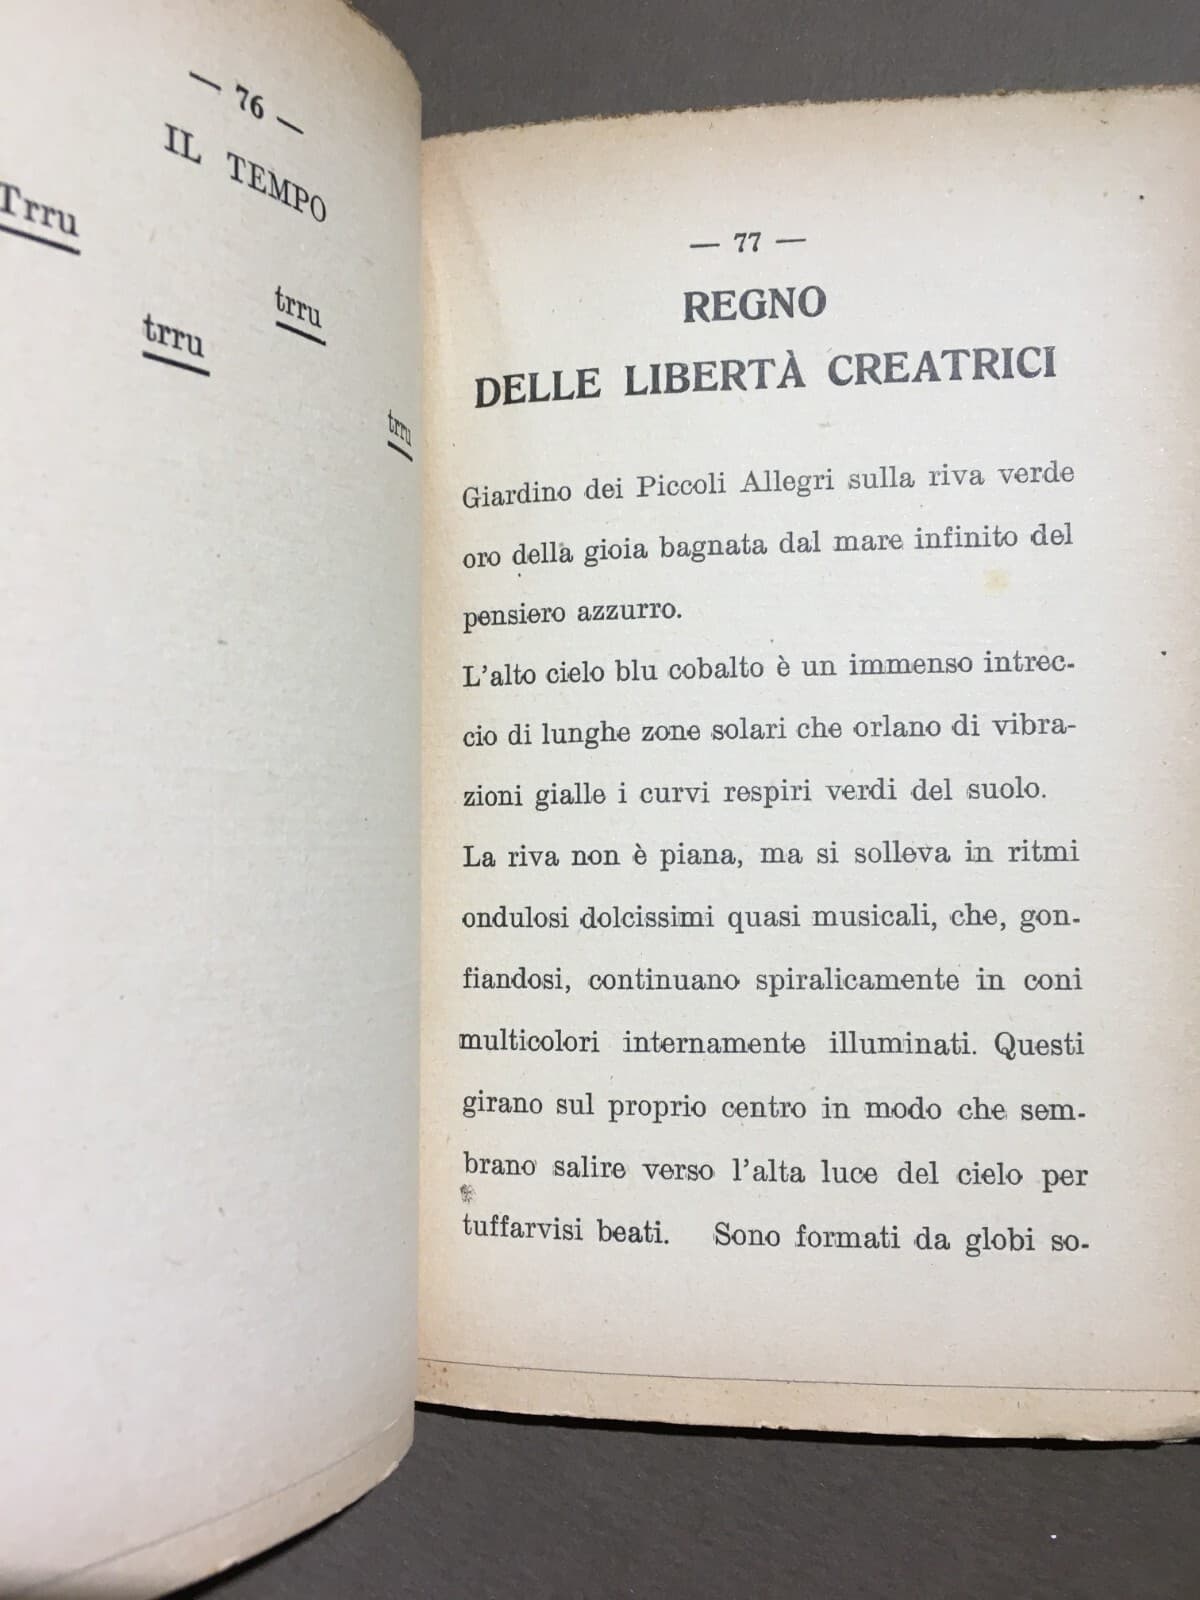 — 76 —
IL TEMPO
Trru
trru
trru
trru
— 77 —
REGNO
DELLE LIBERTÀ CREATRICI
Giardino dei Piccoli Allegri sulla riva verde
oro della gioia bagnata dal mare infinito del
pensiero azzurro.
L'alto cielo blu cobalto è un immenso intrec-
cio di lunghe zone solari che orlano di vibra-
zioni gialle i curvi respiri verdi del suolo.
La riva non è piana, ma si solleva in ritmi
ondulosi dolcissimi quasi musicali, che, gon-
fiandosi, continuano spiralicamente in coni
multicolori internamente illuminati. Questi
girano sul proprio centro in modo che sem-
brano salire verso l'alta luce del cielo per
tuffarvisi beati. Sono formati da globi so-